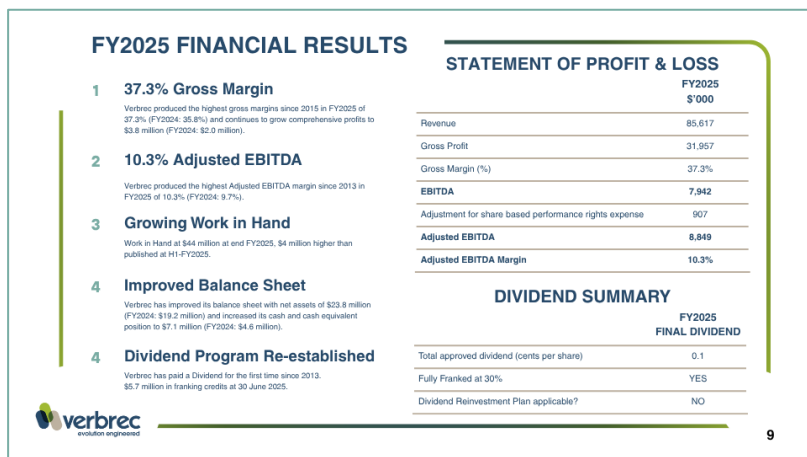 FY2025 FINANCIAL RESULTS
1
37.3% Gross Margin
Verbrec produced the highest gross margins since 2015 in FY2025 of
37.3% (FY2024: 35.8%) and continues to grow comprehensive profits to
$3.8 million (FY2024: $2.0 million).
2
10.3% Adjusted EBITDA
Verbrec produced the highest Adjusted EBITDA margin since 2013 in
FY2025 of 10.3% (FY2024: 9.7%).
3
Growing Work in Hand
Work in Hand at $44 million at end FY2025, $4 million higher than
published at H1-FY2025.
4
Improved Balance Sheet
Verbrec has improved its balance sheet with net assets of $23.8 million
(FY2024: $19.2 million) and increased its cash and cash equivalent
position to $7.1 million (FY2024: $4.6 million).
4
Dividend Program Re-established
Verbrec has paid a Dividend for the first time since 2013.
$5.7 million in franking credits at 30 June 2025.
STATEMENT OF PROFIT & LOSS
FY2025
$'000
Revenue 85,617
Gross Profit 31,957
Gross Margin (%) 37.3%
EBITDA 7,942
Adjustment for share based performance rights expense 907
Adjusted EBITDA 8,849
Adjusted EBITDA Margin 10.3%
DIVIDEND SUMMARY
FY2025
FINAL DIVIDEND
Total approved dividend (cents per share) 0.1
Fully Franked at 30% YES
Dividend Reinvestment Plan applicable? NO
verbrec
evolution engineered
9